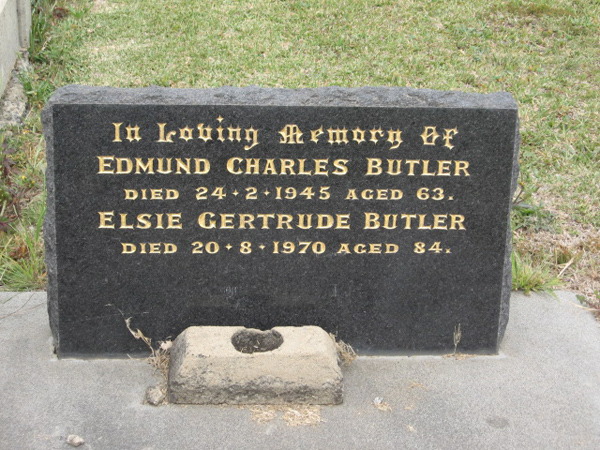 In Loving Memory Of
EDMUND CHARLES BUTLER
DIED 24·2·1945 AGED 63.
ELSIE GERTRUDE BUTLER
DIED 20·8·1970 AGED 84.